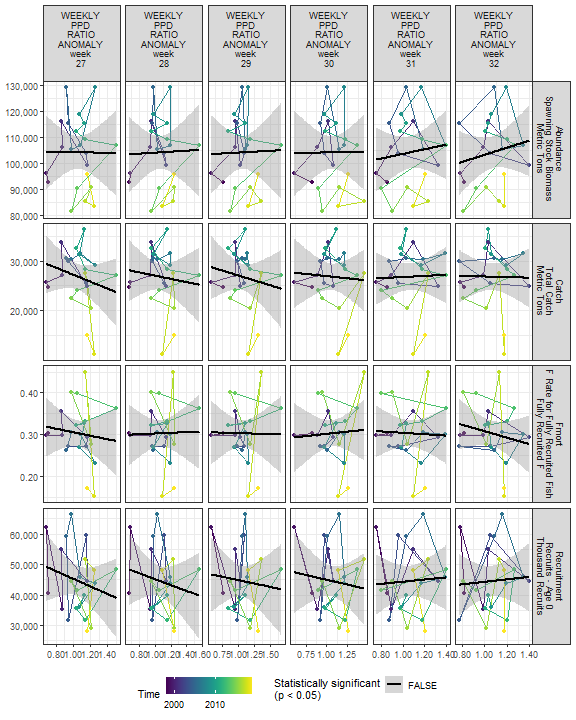 WEEKLY WEEKLY WEEKLY WEEKLY WEEKLY WEEKLY
PPD PPD PPD PPD PPD PPD
RATIO RATIO RATIO RATIO RATIO RATIO
ANOMALY ANOMALY ANOMALY ANOMALY ANOMALY ANOMALY
week week week week week week
27 28 29 30 31 32
130,000
120,000
110,000
100,000
90,000
80,000
Abundance
Spawning Stock Biomass
Metric Tons
30,000
20,000
Catch
Total Catch
Metric Tons
0.40
0.30
0.20
Fmort
F Rate for Fully Recruited Fish
Fully Recruited F
60,000
50,000
40,000
30,000
Recruitment
Recruits - Age 0
Thousand Recruits
0.80 1.00 1.20 1.40 0.80 1.00 1.20 1.40 1.60 0.75 1.00 1.25 1.50 0.75 1.00 1.25 0.80 1.00 1.20 1.40 0.80 1.00 1.20 1.40
Time
2000 2010
Statistically significant
(p < 0.05)
FALSE